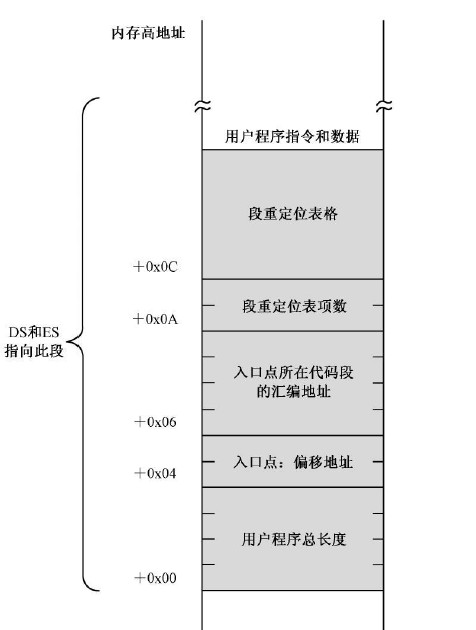 内存高地址
用户程序指令和数据
段重定位表格
+0x0C
段重定位表项数
+0x0A
DS和ES
指向此段
入口点所在代码段
的汇编地址
+0x06
入口点：偏移地址
+0x04
用户程序总长度
+0x00